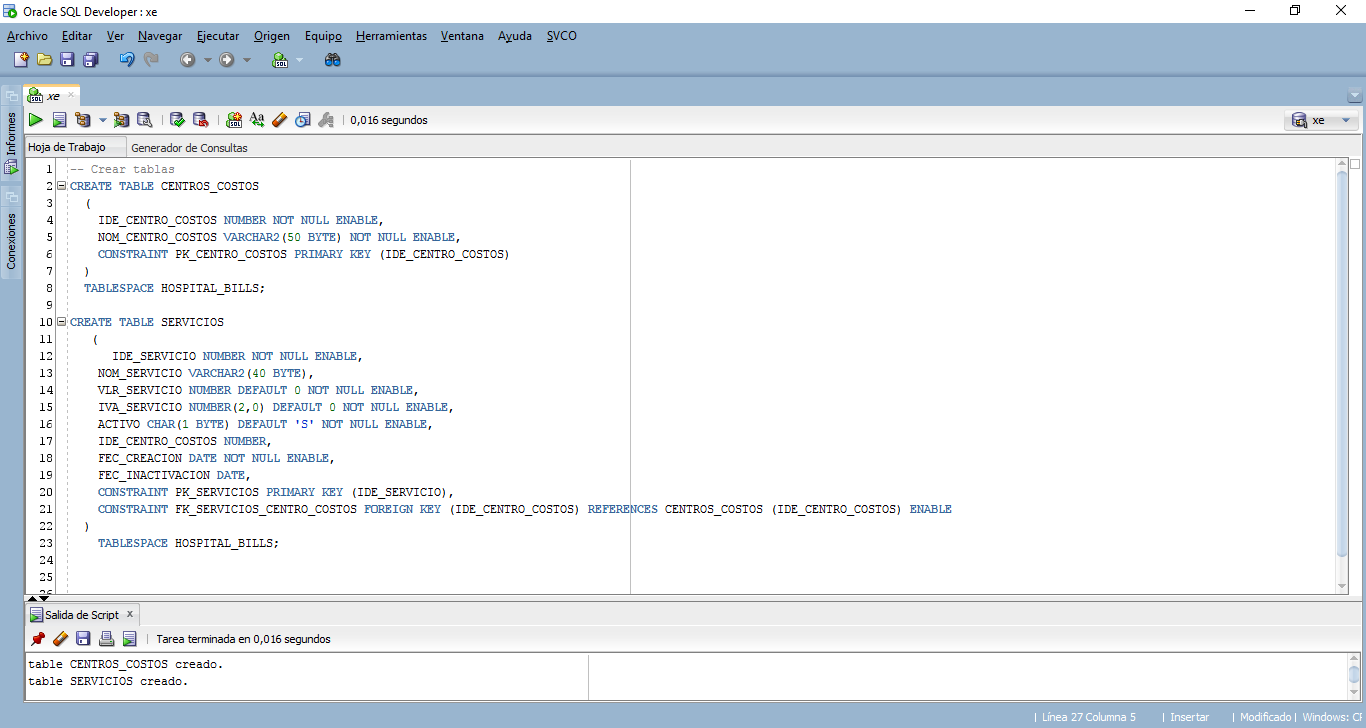 Oracle SQL Developer : xe
Archivo Editar Ver Navegar Ejecutar Origen Equipo Herramientas Ventana Ayuda SVCO
xe
0,016 segundos
xe
Informes
Conexiones
Hoja de Trabajo Generador de Consultas
1 -- Crear tablas
2 CREATE TABLE CENTROS_COSTOS
3 (
4 IDE_CENTRO_COSTOS NUMBER NOT NULL ENABLE,
5 NOM_CENTRO_COSTOS VARCHAR2(50 BYTE) NOT NULL ENABLE,
6 CONSTRAINT PK_CENTRO_COSTOS PRIMARY KEY (IDE_CENTRO_COSTOS)
7 )
8 TABLESPACE HOSPITAL_BILLS;
9
10 CREATE TABLE SERVICIOS
11 (
12 IDE_SERVICIO NUMBER NOT NULL ENABLE,
13 NOM_SERVICIO VARCHAR2(40 BYTE),
14 VLR_SERVICIO NUMBER DEFAULT 0 NOT NULL ENABLE,
15 IVA_SERVICIO NUMBER(2,0) DEFAULT 0 NOT NULL ENABLE,
16 ACTIVO CHAR(1 BYTE) DEFAULT 'S' NOT NULL ENABLE,
17 IDE_CENTRO_COSTOS NUMBER,
18 FEC_CREACION DATE NOT NULL ENABLE,
19 FEC_INACTIVACION DATE,
20 CONSTRAINT PK_SERVICIOS PRIMARY KEY (IDE_SERVICIO),
21 CONSTRAINT FK_SERVICIOS_CENTRO_COSTOS FOREIGN KEY (IDE_CENTRO_COSTOS) REFERENCES CENTROS_COSTOS (IDE_CENTRO_COSTOS) ENABLE
22 )
23 TABLESPACE HOSPITAL_BILLS;
24
25
26
Salida de Script x
Tarea terminada en 0,016 segundos
table CENTROS_COSTOS creado.
table SERVICIOS creado.
| Línea 27 Columna 5 | Insertar | Modificado | Windows: CF